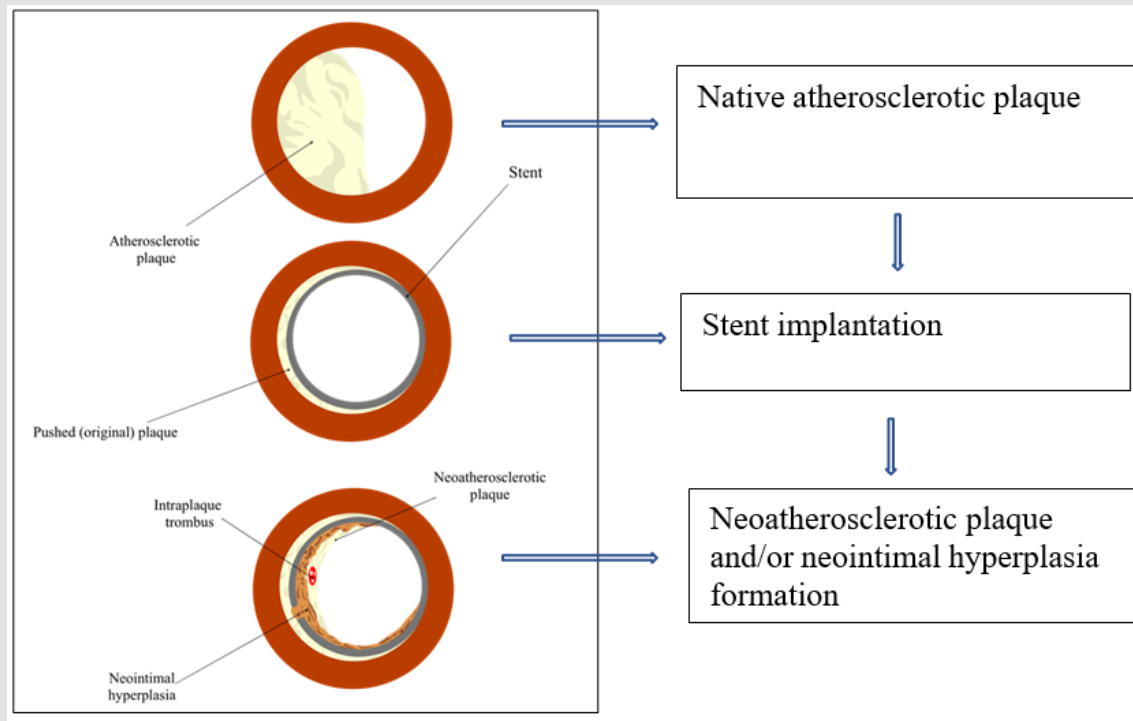 Native atherosclerotic plaque
Stent
Atherosclerotic
plaque
Stent implantation
Pushed (original) plaque
Neoatherosclerotic
plaque
Intraplaque
trombus
Neoatherosclerotic plaque
and/or neointimal hyperplasia
formation
Neointimal
hyperplasia